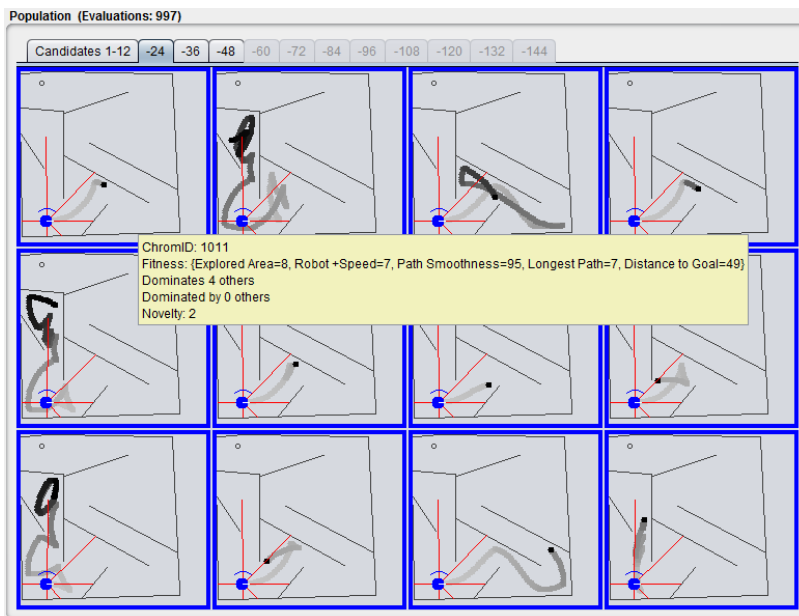 Population (Evaluations: 997)
Candidates 1-12 -24 -36 -48 -60 -72 -84 -96 -108 -120 -132 -144
ChromID: 1011
Fitness: {Explored Area=8, Robot +Speed=7, Path Smoothness=95, Longest Path=7, Distance to Goal=49}
Dominates 4 others
Dominated by 0 others
Novelty: 2